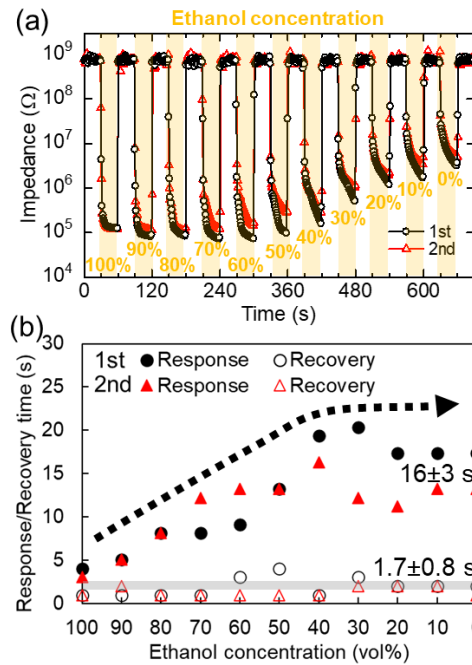 (a)
Ethanol concentration
Impedance (Ω)
10⁹
10⁸
10⁷
10⁶
10⁵
10⁴
100%
90%
80%
70%
60%
50%
40%
30%
20%
10%
0%
1st
2nd
0 120 240 360 480 600
Time (s)
(b)
Response/Recovery time (s)
30
25
20
15
10
5
0
1st Response Recovery
2nd Response Recovery
16±3 s
1.7±0.8 s
100 90 80 70 60 50 40 30 20 10
Ethanol concentration (vol%)